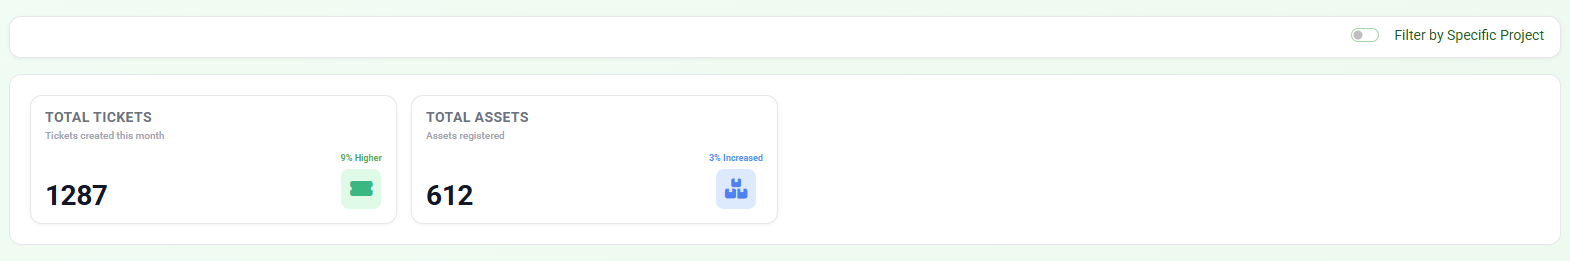 Filter by Specific Project
TOTAL TICKETS
Tickets created this month
9% Higher
1287
TOTAL ASSETS
Assets registered
3% Increased
612